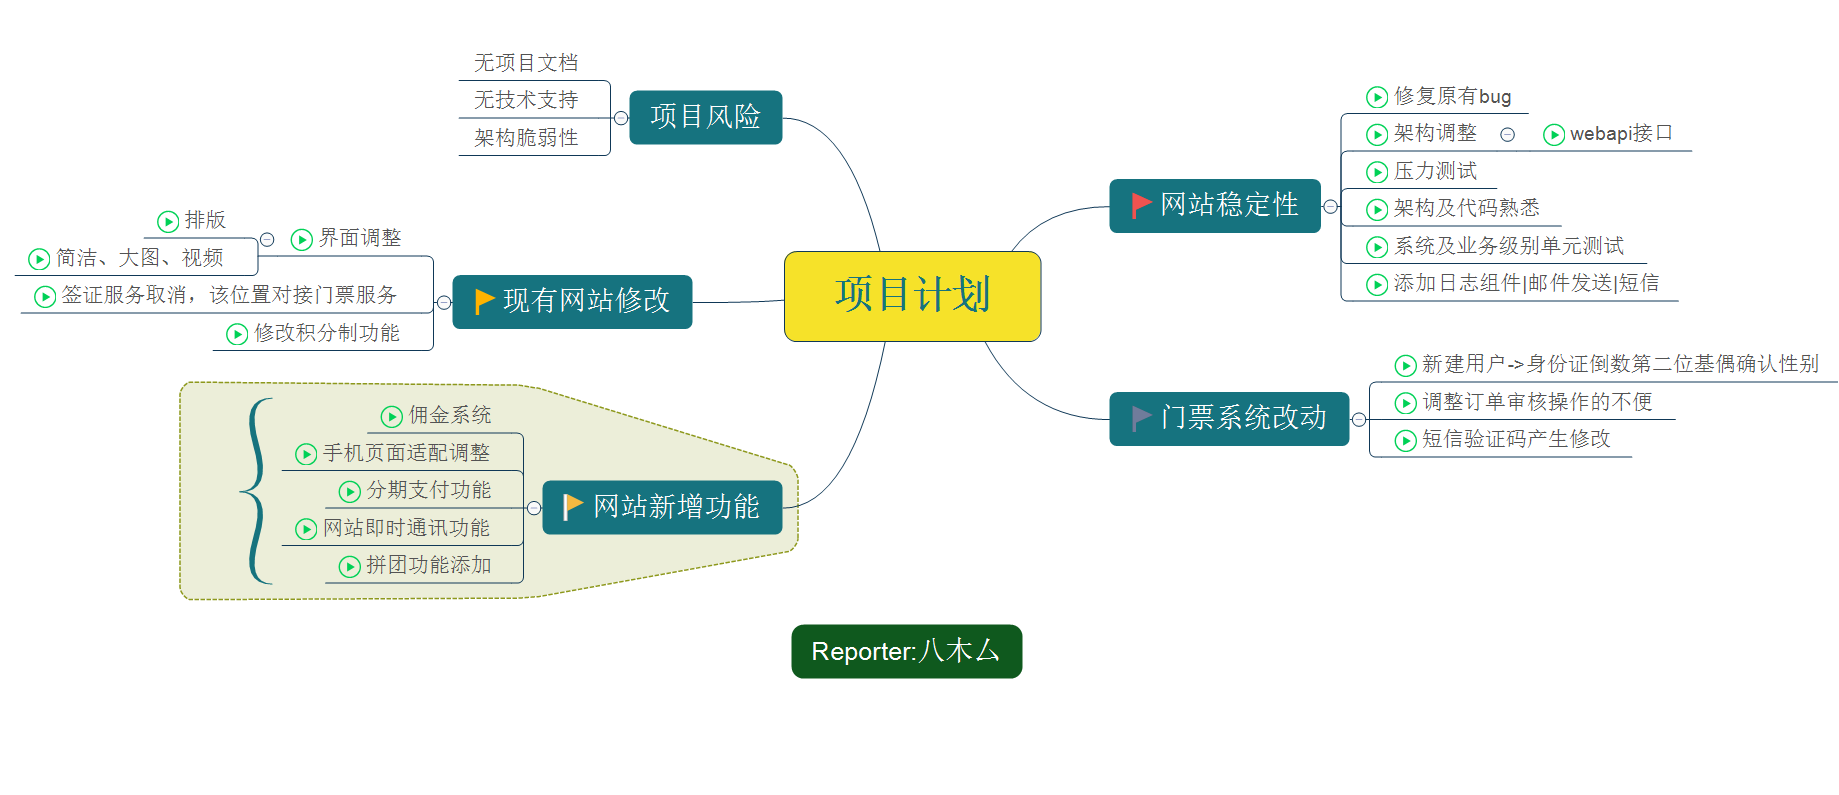 项目计划
项目风险
无项目文档
无技术支持
架构脆弱性
现有网站修改
界面调整
排版
简洁、大图、视频
签证服务取消，该位置对接门票服务
修改积分制功能
网站新增功能
佣金系统
手机页面适配调整
分期支付功能
网站即时通讯功能
拼团功能添加
网站稳定性
修复原有bug
架构调整
webapi接口
压力测试
架构及代码熟悉
系统及业务级别单元测试
添加日志组件|邮件发送|短信
门票系统改动
新建用户->身份证倒数第二位基偶确认性别
调整订单审核操作的不便
短信验证码产生修改
Reporter:八木厶